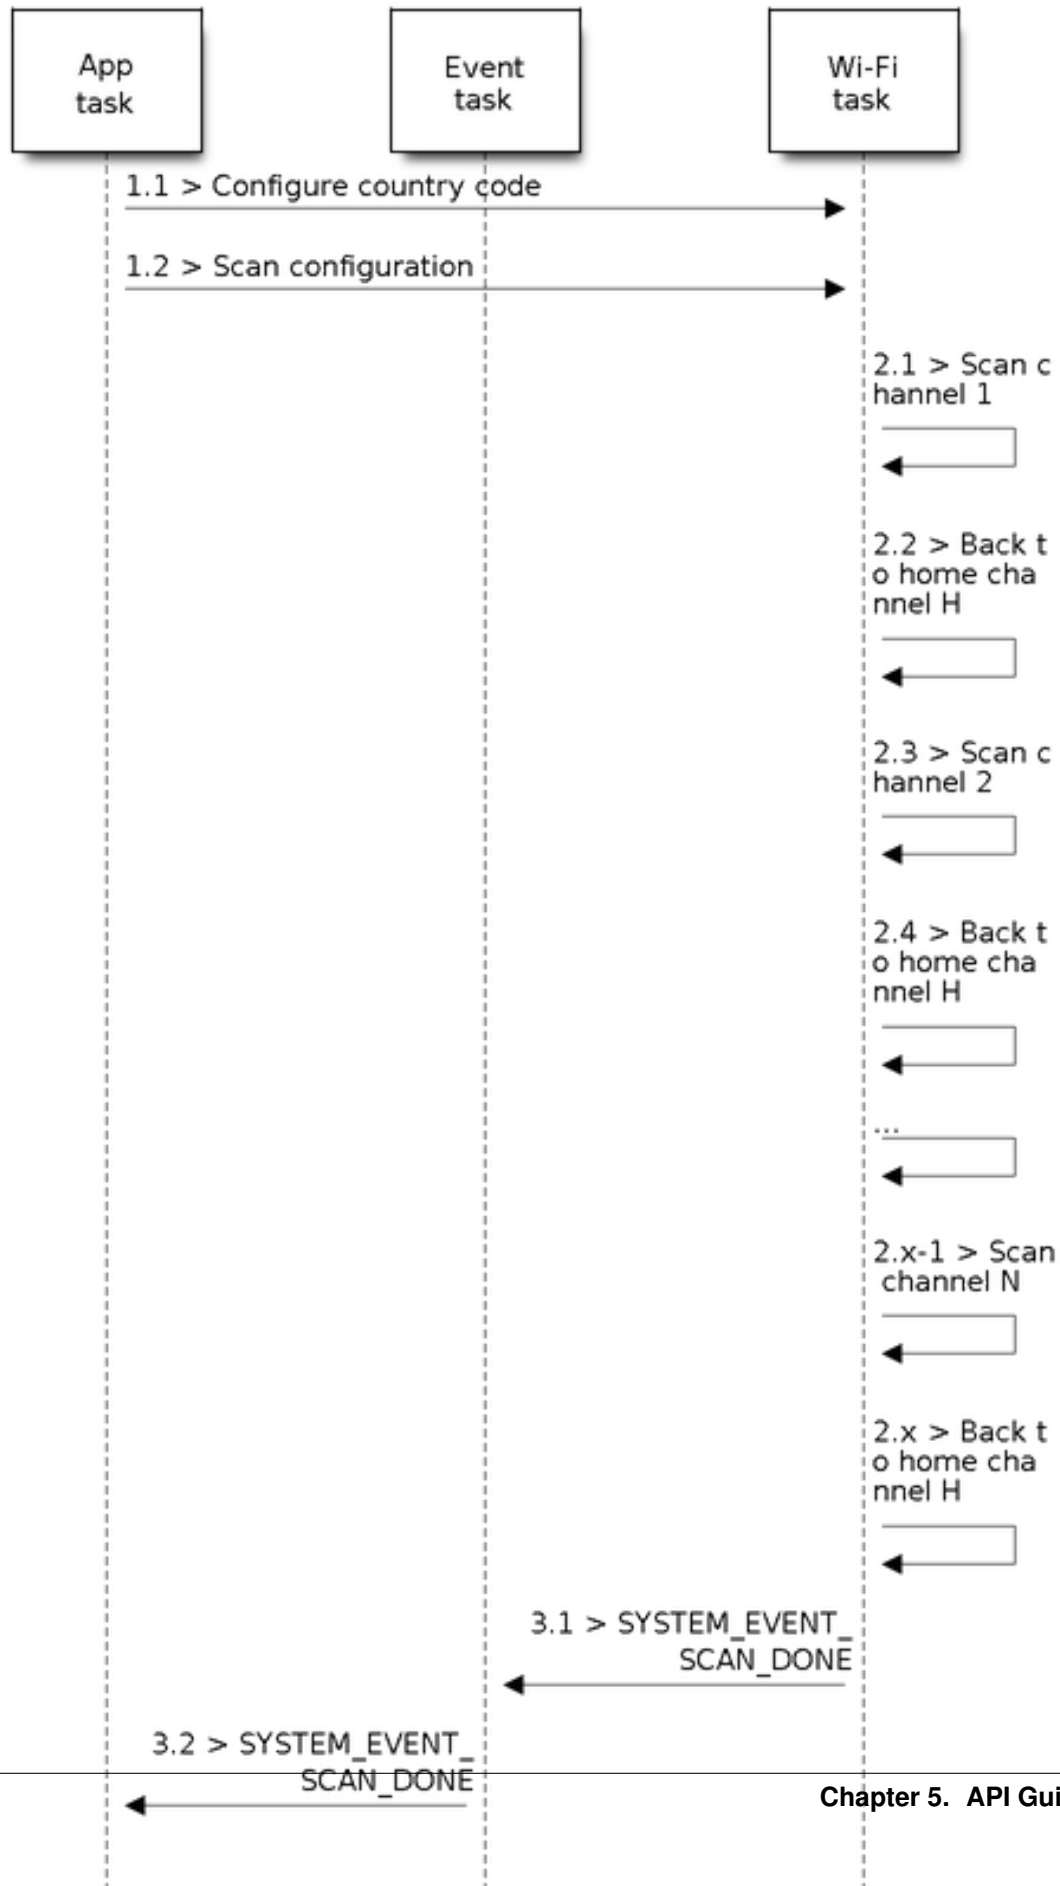 App
task
Event
task
Wi-Fi
task
1.1 > Configure country code
1.2 > Scan configuration
2.1 > Scan c
hannel 1
2.2 > Back t
o home cha
nnel H
2.3 > Scan c
hannel 2
2.4 > Back t
o home cha
nnel H
...
2.x-1 > Scan
channel N
2.x > Back t
o home cha
nnel H
3.1 > SYSTEM_EVENT_
SCAN_DONE
3.2 > SYSTEM_EVENT_
SCAN_DONE
Chapter 5. API Gui